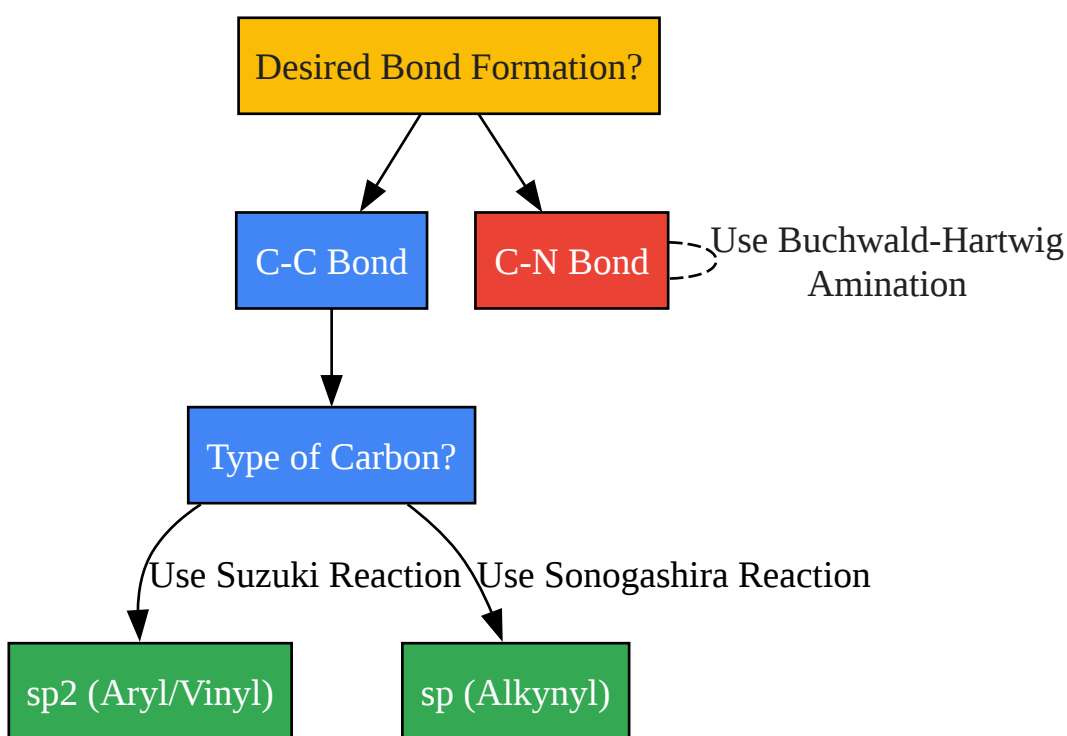 Desired Bond Formation?
C-C Bond
C-N Bond
Use Buchwald-Hartwig
Amination
Type of Carbon?
Use Suzuki Reaction
Use Sonogashira Reaction
sp2 (Aryl/Vinyl)
sp (Alkynyl)